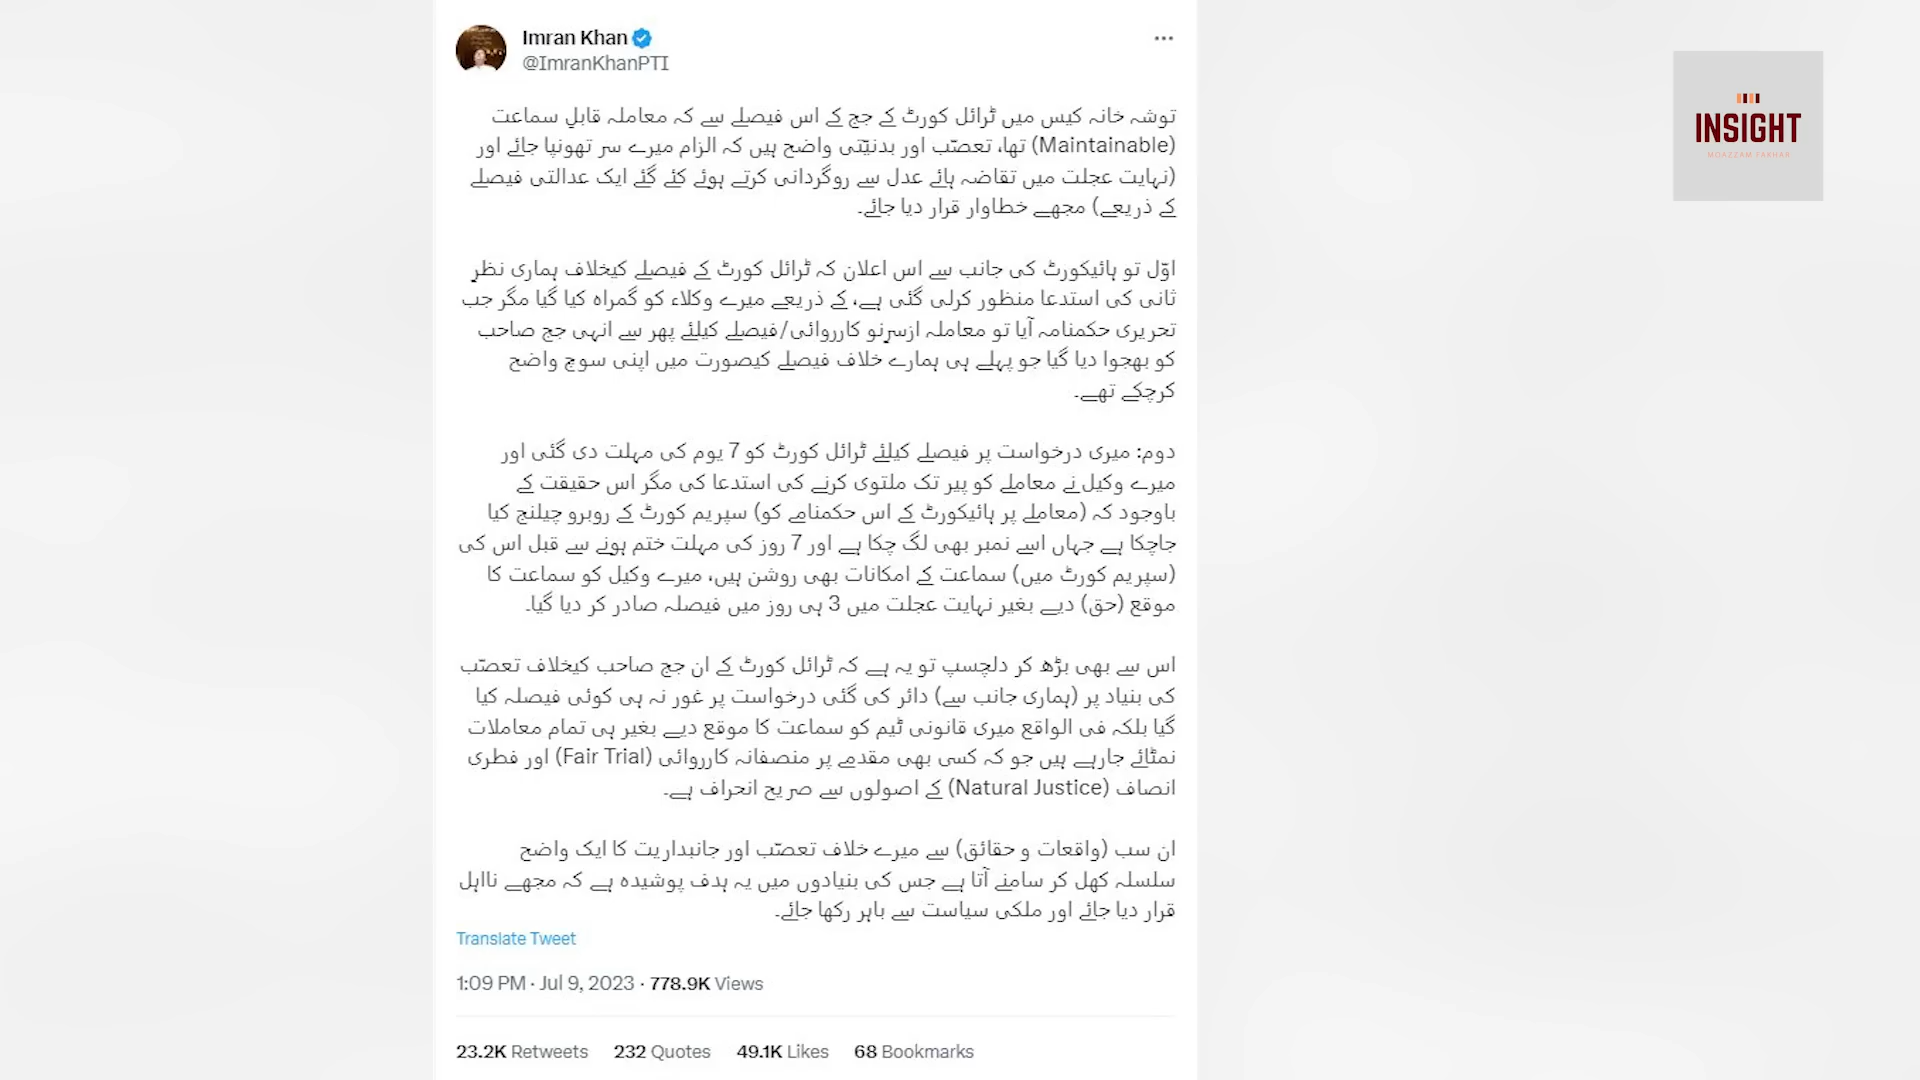 Imran Khan
@ImranKhanPTI
توشہ خانہ کیس میں ٹرائل کورٹ کے جج کے اس فیصلے سے کہ معاملہ قابلِ سماعت
(Maintainable) تھا، تعصّب اور بدنیّتی واضح ہیں کہ الزام میرے سر تھونپا جائے اور
(نہایت عجلت میں تقاضہ ہائے عدل سے روگردانی کرتے ہوئے کئے گئے ایک عدالتی فیصلے
کے ذریعے) مجھے خطاوار قرار دیا جائے۔
اوّل تو ہائیکورٹ کی جانب سے اس اعلان کہ ٹرائل کورٹ کے فیصلے کیخلاف ہماری نظرِ
ثانی کی استدعا منظور کرلی گئی ہے، کے ذریعے میرے وکلاء کو گمراہ کیا گیا مگر جب
تحریری حکمنامہ آیا تو معاملہ ازسرِنو کارروائی/فیصلے کیلئے پھر سے انہی جج صاحب
کو بھجوا دیا گیا جو پہلے ہی ہمارے خلاف فیصلے کیصورت میں اپنی سوچ واضح
کرچکے تھے۔
دوم: میری درخواست پر فیصلے کیلئے ٹرائل کورٹ کو 7 یوم کی مہلت دی گئی اور
میرے وکیل نے معاملے کو پیر تک ملتوی کرنے کی استدعا کی مگر اس حقیقت کے
باوجود کہ (معاملے پر ہائیکورٹ کے اس حکمنامے کو) سپریم کورٹ کے روبرو چیلنج کیا
جاچکا ہے جہاں اسے نمبر بھی لگ چکا ہے اور 7 روز کی مہلت ختم ہونے سے قبل اس کی
(سپریم کورٹ میں) سماعت کے امکانات بھی روشن ہیں، میرے وکیل کو سماعت کا
موقع (حق) دیے بغیر نہایت عجلت میں 3 ہی روز میں فیصلہ صادر کر دیا گیا۔
اس سے بھی بڑھ کر دلچسپ تو یہ ہے کہ ٹرائل کورٹ کے ان جج صاحب کیخلاف تعصّب
کی بنیاد پر (ہماری جانب سے) دائر کی گئی درخواست پر غور نہ ہی کوئی فیصلہ کیا
گیا بلکہ فی الواقع میری قانونی ٹیم کو سماعت کا موقع دیے بغیر ہی تمام معاملات
نمٹائے جارہے ہیں جو کہ کسی بھی مقدمے پر منصفانہ کارروائی (Fair Trial) اور فطری
انصاف (Natural Justice) کے اصولوں سے صریح انحراف ہے۔
ان سب (واقعات و حقائق) سے میرے خلاف تعصّب اور جانبداریت کا ایک واضح
سلسلہ کھل کر سامنے آتا ہے جس کی بنیادوں میں یہ ہدف پوشیدہ ہے کہ مجھے نااہل
قرار دیا جائے اور ملکی سیاست سے باہر رکھا جائے۔
Translate Tweet
1:09 PM · Jul 9, 2023 · 778.9K Views
23.2K Retweets 232 Quotes 49.1K Likes 68 Bookmarks
INSIGHT
MOAZZAM FAKHAR